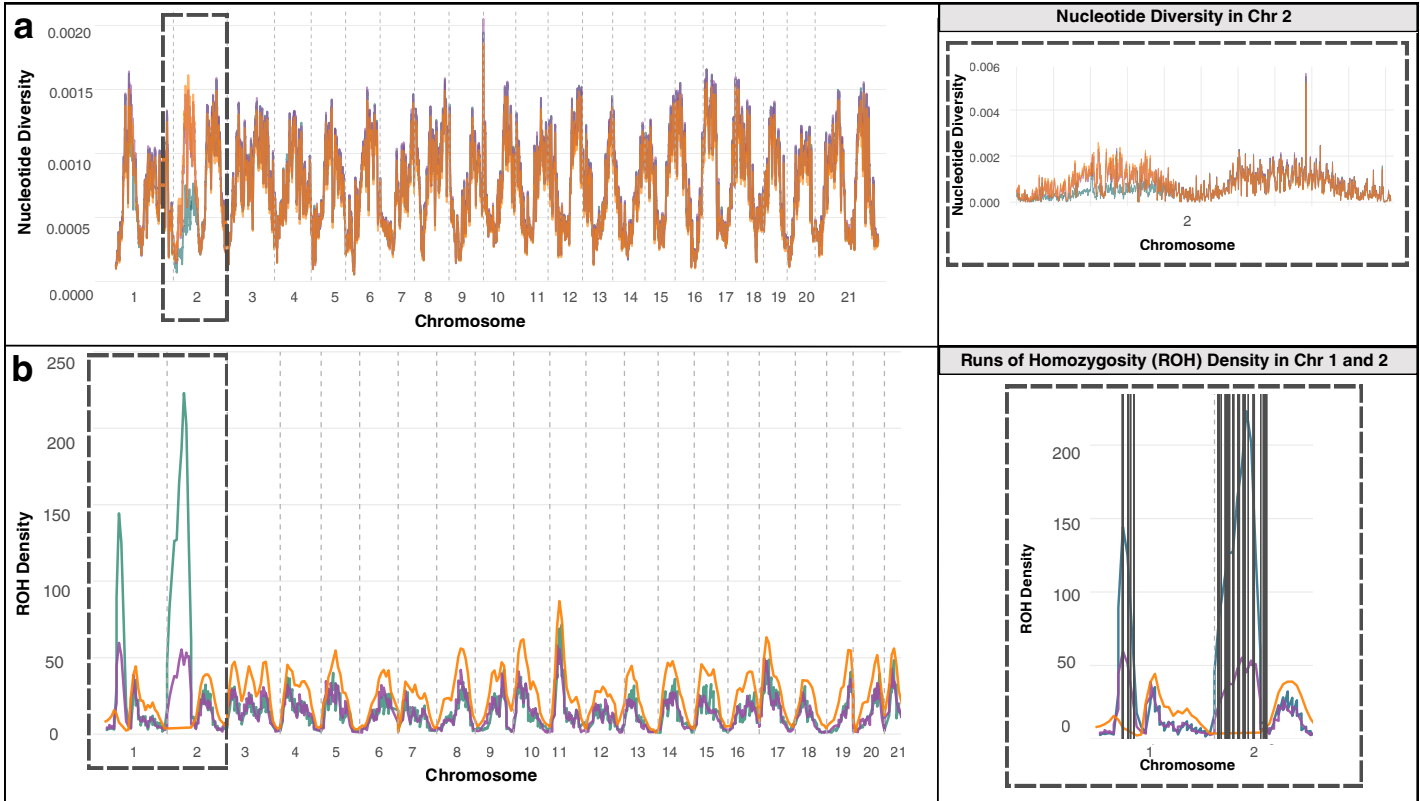 a
Nucleotide Diversity
0.0020
0.0015
0.0010
0.0005
0.0000
1 2 3 4 5 6 7 8 9 10 11 12 13 14 15 16 17 18 19 20 21
Chromosome
Nucleotide Diversity in Chr 2
Nucleotide Diversity
0.006
0.004
0.002
0.000
2
Chromosome
b
ROH Density
250
200
150
100
50
0
1 2 3 4 5 6 7 8 9 10 11 12 13 14 15 16 17 18 19 20 21
Chromosome
Runs of Homozygosity (ROH) Density in Chr 1 and 2
ROH Density
200
150
100
50
0
1 2
Chromosome